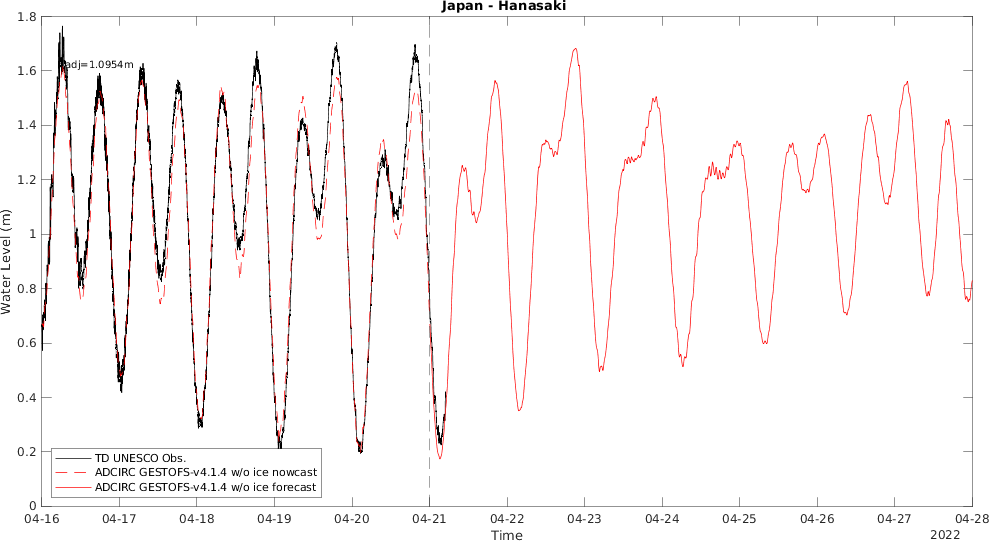 Japan - Hanasaki
1.8
1.6
1.4
1.2
1
0.8
0.6
0.4
0.2
0
Water Level (m)
adj=1.0954m
TD UNESCO Obs.
ADCIRC GESTOFS-v4.1.4 w/o ice nowcast
ADCIRC GESTOFS-v4.1.4 w/o ice forecast
04-16 04-17 04-18 04-19 04-20 04-21 04-22 04-23 04-24 04-25 04-26 04-27 04-28
Time
2022